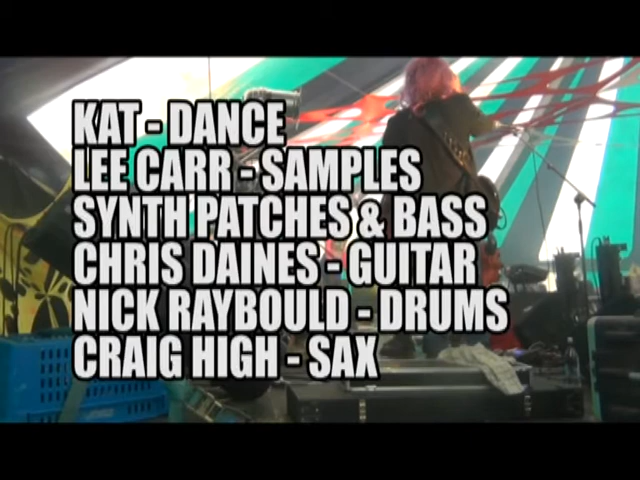 KAT - DANCE
LEE CARR - SAMPLES
SYNTH PATCHES & BASS
CHRIS DAINES - GUITAR
NICK RAYBOULD - DRUMS
CRAIG HIGH - SAX